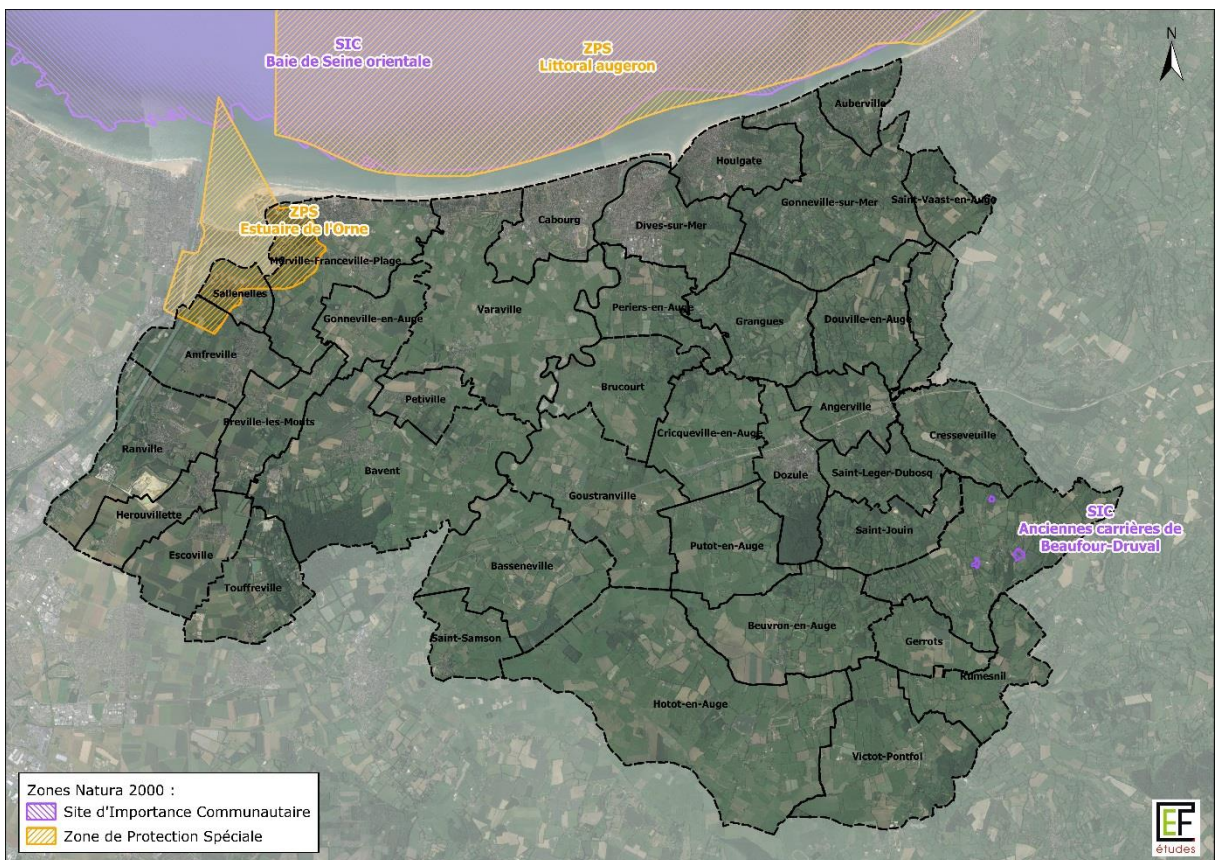 SIC
Baie de Seine orientale
ZPS
Littoral augeron
N
Auberville
Houlgate
Gonneville-sur-Mer
Saint-Vaast-en-Auge
ZPS
Estuaire de l'Orne
Cabourg
Dives-sur-Mer
Merville-Franceville-Plage
Sallenelles
Gonneville-en-Auge
Varaville
Periers-en-Auge
Grangues
Douville-en-Auge
Amfreville
Petiville
Brucourt
Angerville
Breville-les-Monts
Cricqueville-en-Auge
Cresseveuille
Ranville
Bavent
Goustranville
Dozule
Saint-Leger-Dubosq
Herouvillette
Saint-Jouin
SIC
Anciennes carrières de
Beaufour-Druval
Escoville
Putot-en-Auge
Basseneville
Touffreville
Beuvron-en-Auge
Saint-Samson
Gerrots
Rumesnil
Hotot-en-Auge
Victot-Pontfol
Zones Natura 2000 :
Site d'Importance Communautaire
Zone de Protection Spéciale
CEF
études